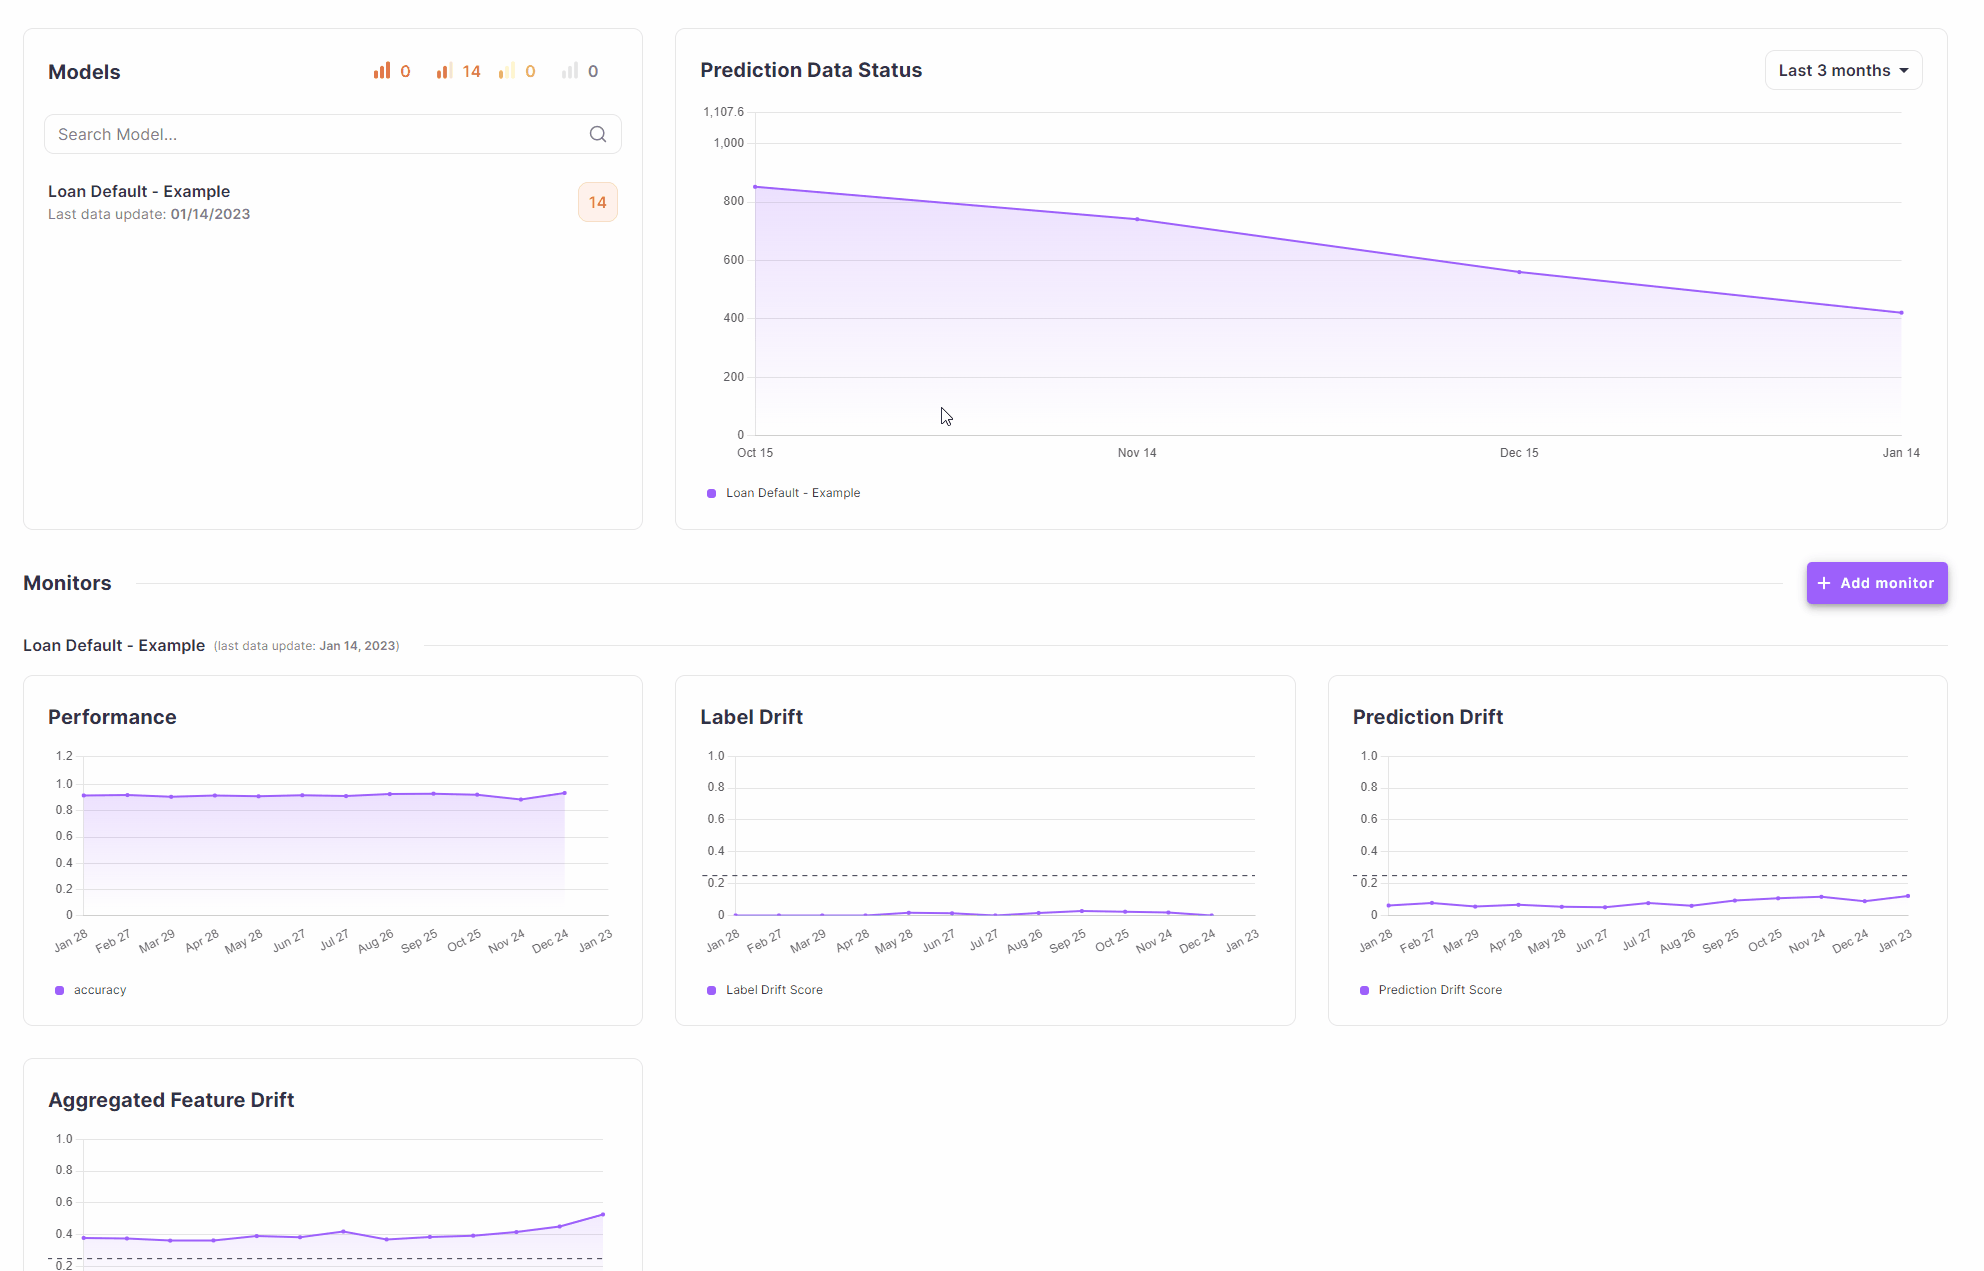 Models
0 14 0 0
Search Model...
Loan Default - Example
Last data update: 01/14/2023
14
Prediction Data Status
Last 3 months
1,107.6
1,000
800
600
400
200
0
Oct 15 Nov 14 Dec 15 Jan 14
Loan Default - Example
Monitors
+ Add monitor
Loan Default - Example (last data update: Jan 14, 2023)
Performance
1.2
1.0
0.8
0.6
0.4
0.2
0
Jan 28 Feb 27 Mar 29 Apr 28 May 28 Jun 27 Jul 27 Aug 26 Sep 25 Oct 25 Nov 24 Dec 24 Jan 23
accuracy
Label Drift
1.0
0.8
0.6
0.4
0.2
0
Jan 28 Feb 27 Mar 29 Apr 28 May 28 Jun 27 Jul 27 Aug 26 Sep 25 Oct 25 Nov 24 Dec 24 Jan 23
Label Drift Score
Prediction Drift
1.0
0.8
0.6
0.4
0.2
0
Jan 28 Feb 27 Mar 29 Apr 28 May 28 Jun 27 Jul 27 Aug 26 Sep 25 Oct 25 Nov 24 Dec 24 Jan 23
Prediction Drift Score
Aggregated Feature Drift
1.0
0.8
0.6
0.4
0.2